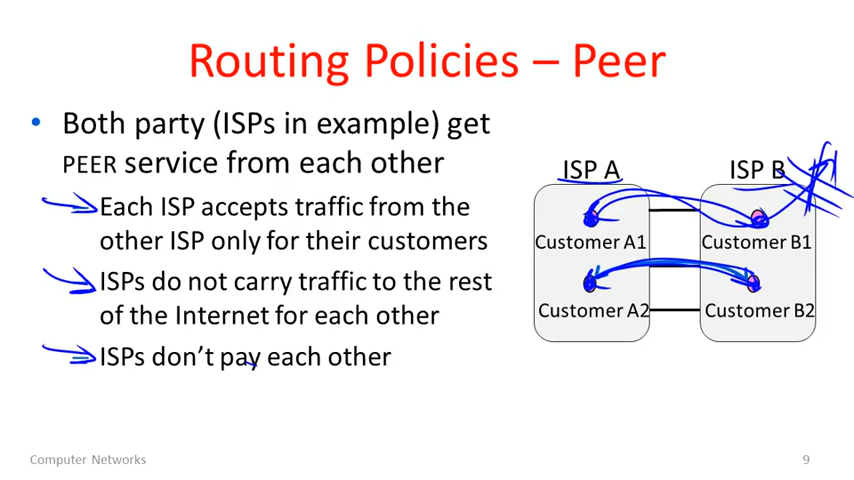 Routing Policies – Peer
• Both party (ISPs in example) get
PEER service from each other
Each ISP accepts traffic from the
other ISP only for their customers
ISPs do not carry traffic to the rest
of the Internet for each other
ISPs don’t pay each other
ISP A
ISP B
Customer A1
Customer B1
Customer A2
Customer B2
Computer Networks
9